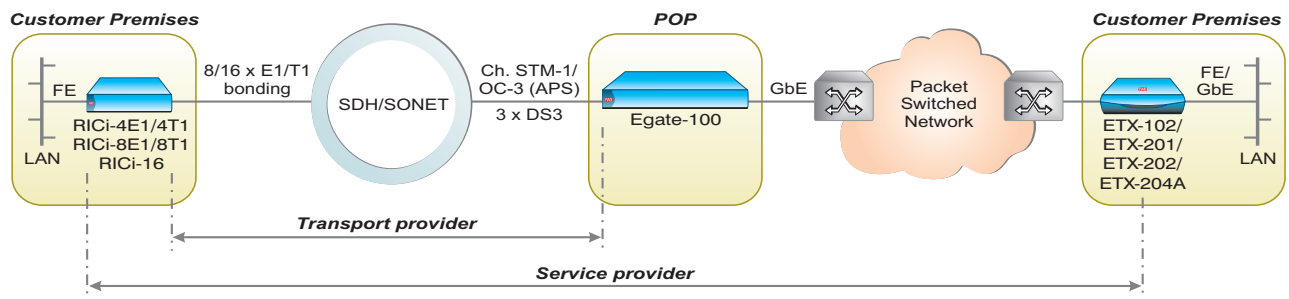 Customer Premises
POP
Customer Premises
FE
8/16 x E1/T1
bonding
SDH/SONET
Ch. STM-1/
OC-3 (APS)
3 x DS3
GbE
Packet
Switched
Network
FE/
GbE
RICi-4E1/4T1
RICi-8E1/8T1
RICi-16
LAN
Egate-100
ETX-102/
ETX-201/
ETX-202/
ETX-204A
LAN
Transport provider
Service provider